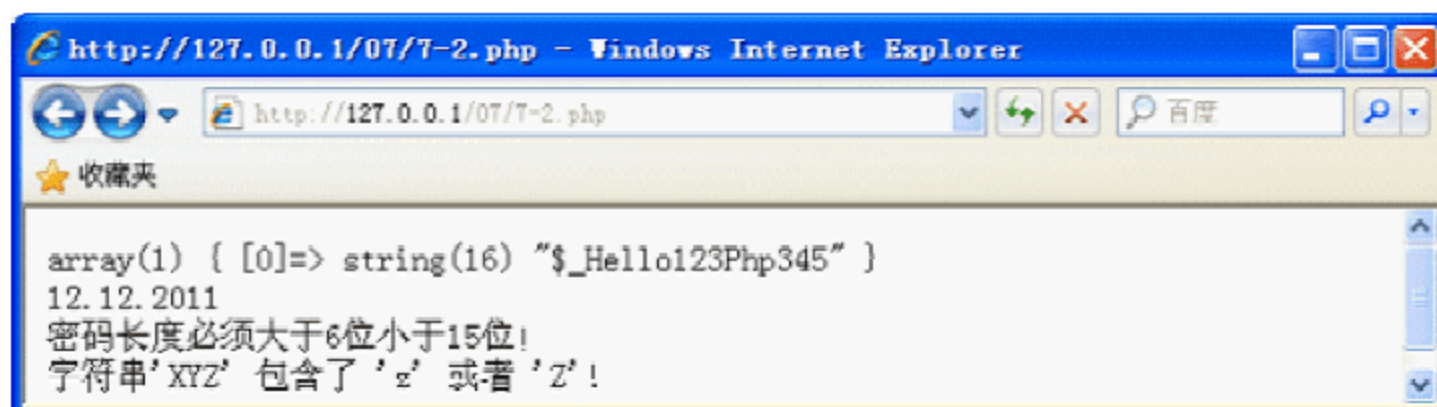 http://127.0.0.1/07/7-2.php - Windows Internet Explorer
http://127.0.0.1/07/7-2.php
百度
收藏夹
array(1) { [0]=> string(16) "$_Hello123Php345" }
12.12.2011
密码长度必须大于6位小于15位!
字符串'XYZ' 包含了 'z' 或者 'Z'!